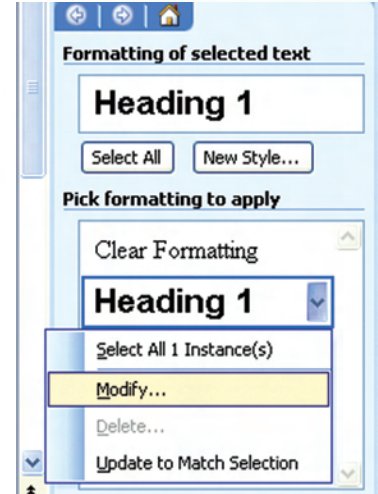 Formatting of selected text
Heading 1
Select All New Style...
Pick formatting to apply
Clear Formatting
Heading 1
Select All 1 Instance(s)
Modify...
Delete...
Update to Match Selection